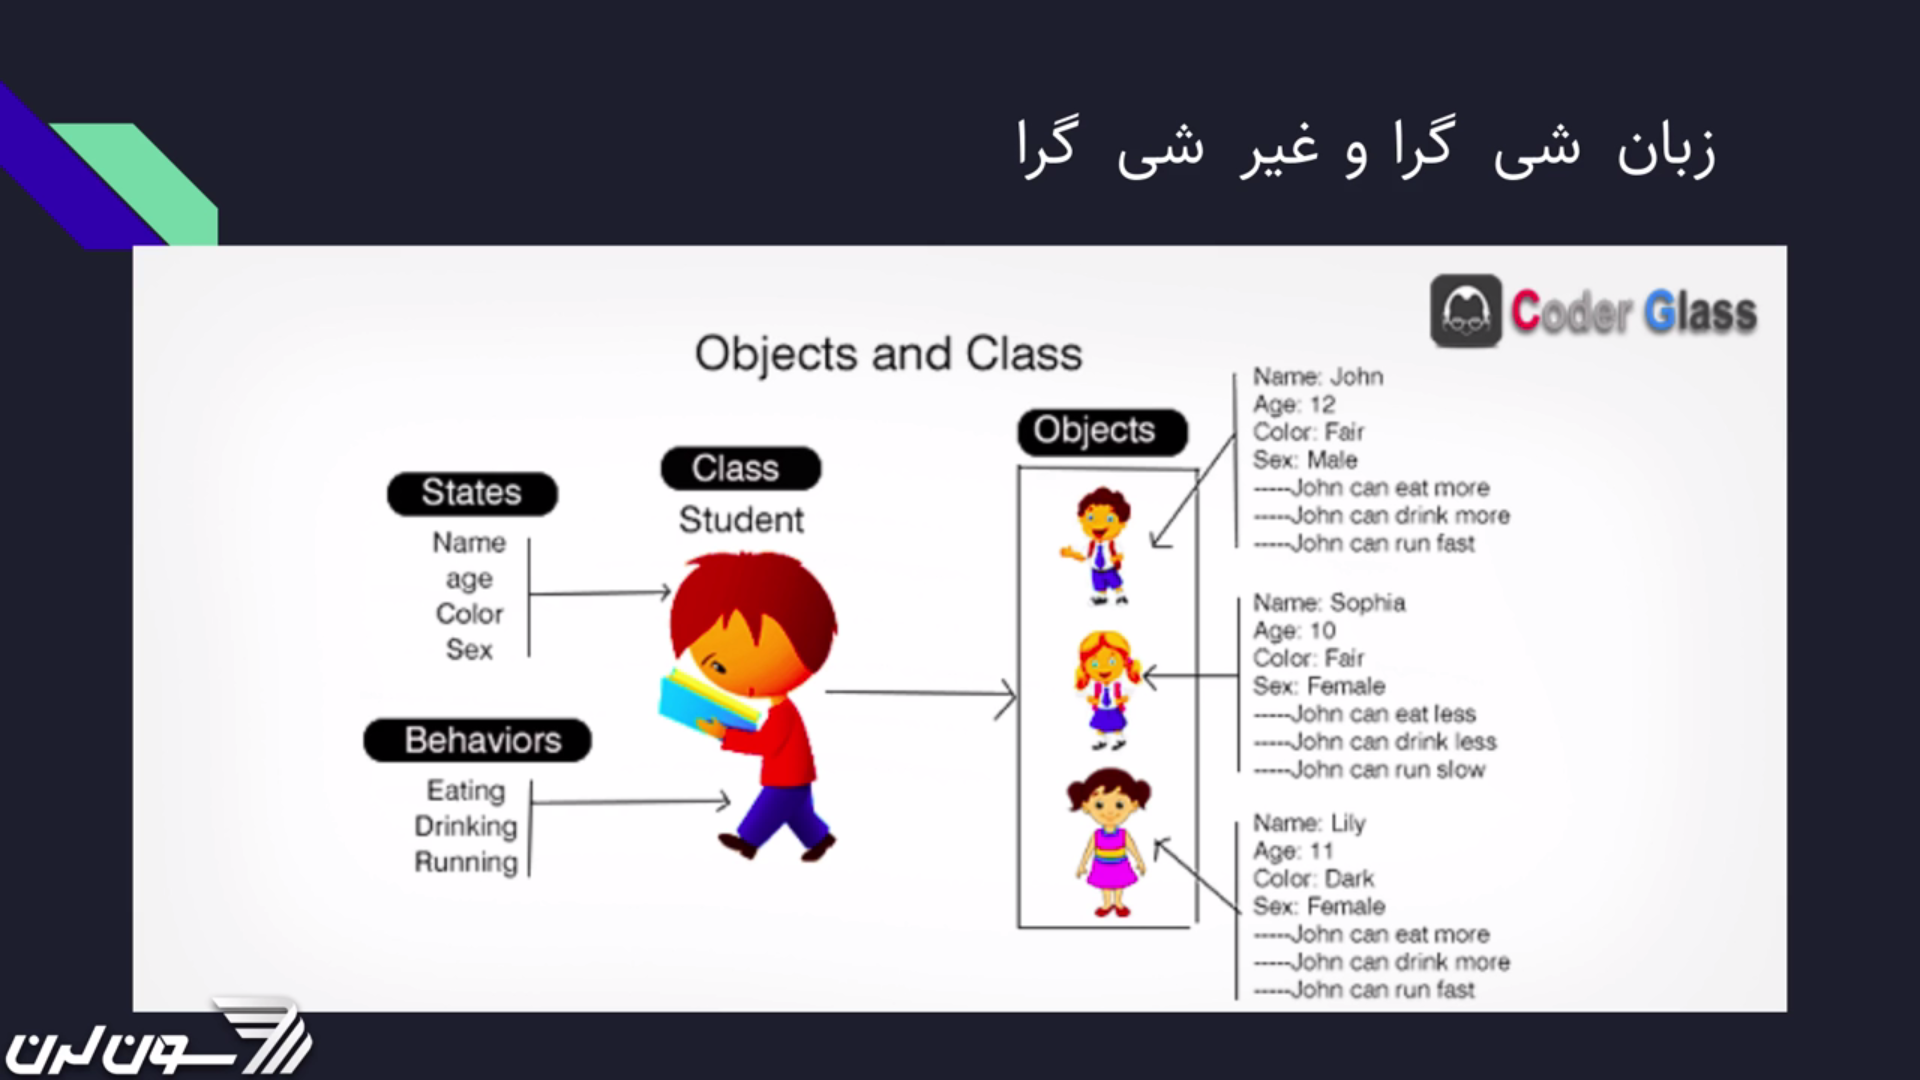 زبان شی گرا و غیر شی گرا
Coder Glass
Objects and Class
States
Name
age
Color
Sex
Behaviors
Eating
Drinking
Running
Class
Student
Objects
Name: John
Age: 12
Color: Fair
Sex: Male
-----John can eat more
-----John can drink more
-----John can run fast
Name: Sophia
Age: 10
Color: Fair
Sex: Female
-----John can eat less
-----John can drink less
-----John can run slow
Name: Lily
Age: 11
Color: Dark
Sex: Female
-----John can eat more
-----John can drink more
-----John can run fast
سون لرن